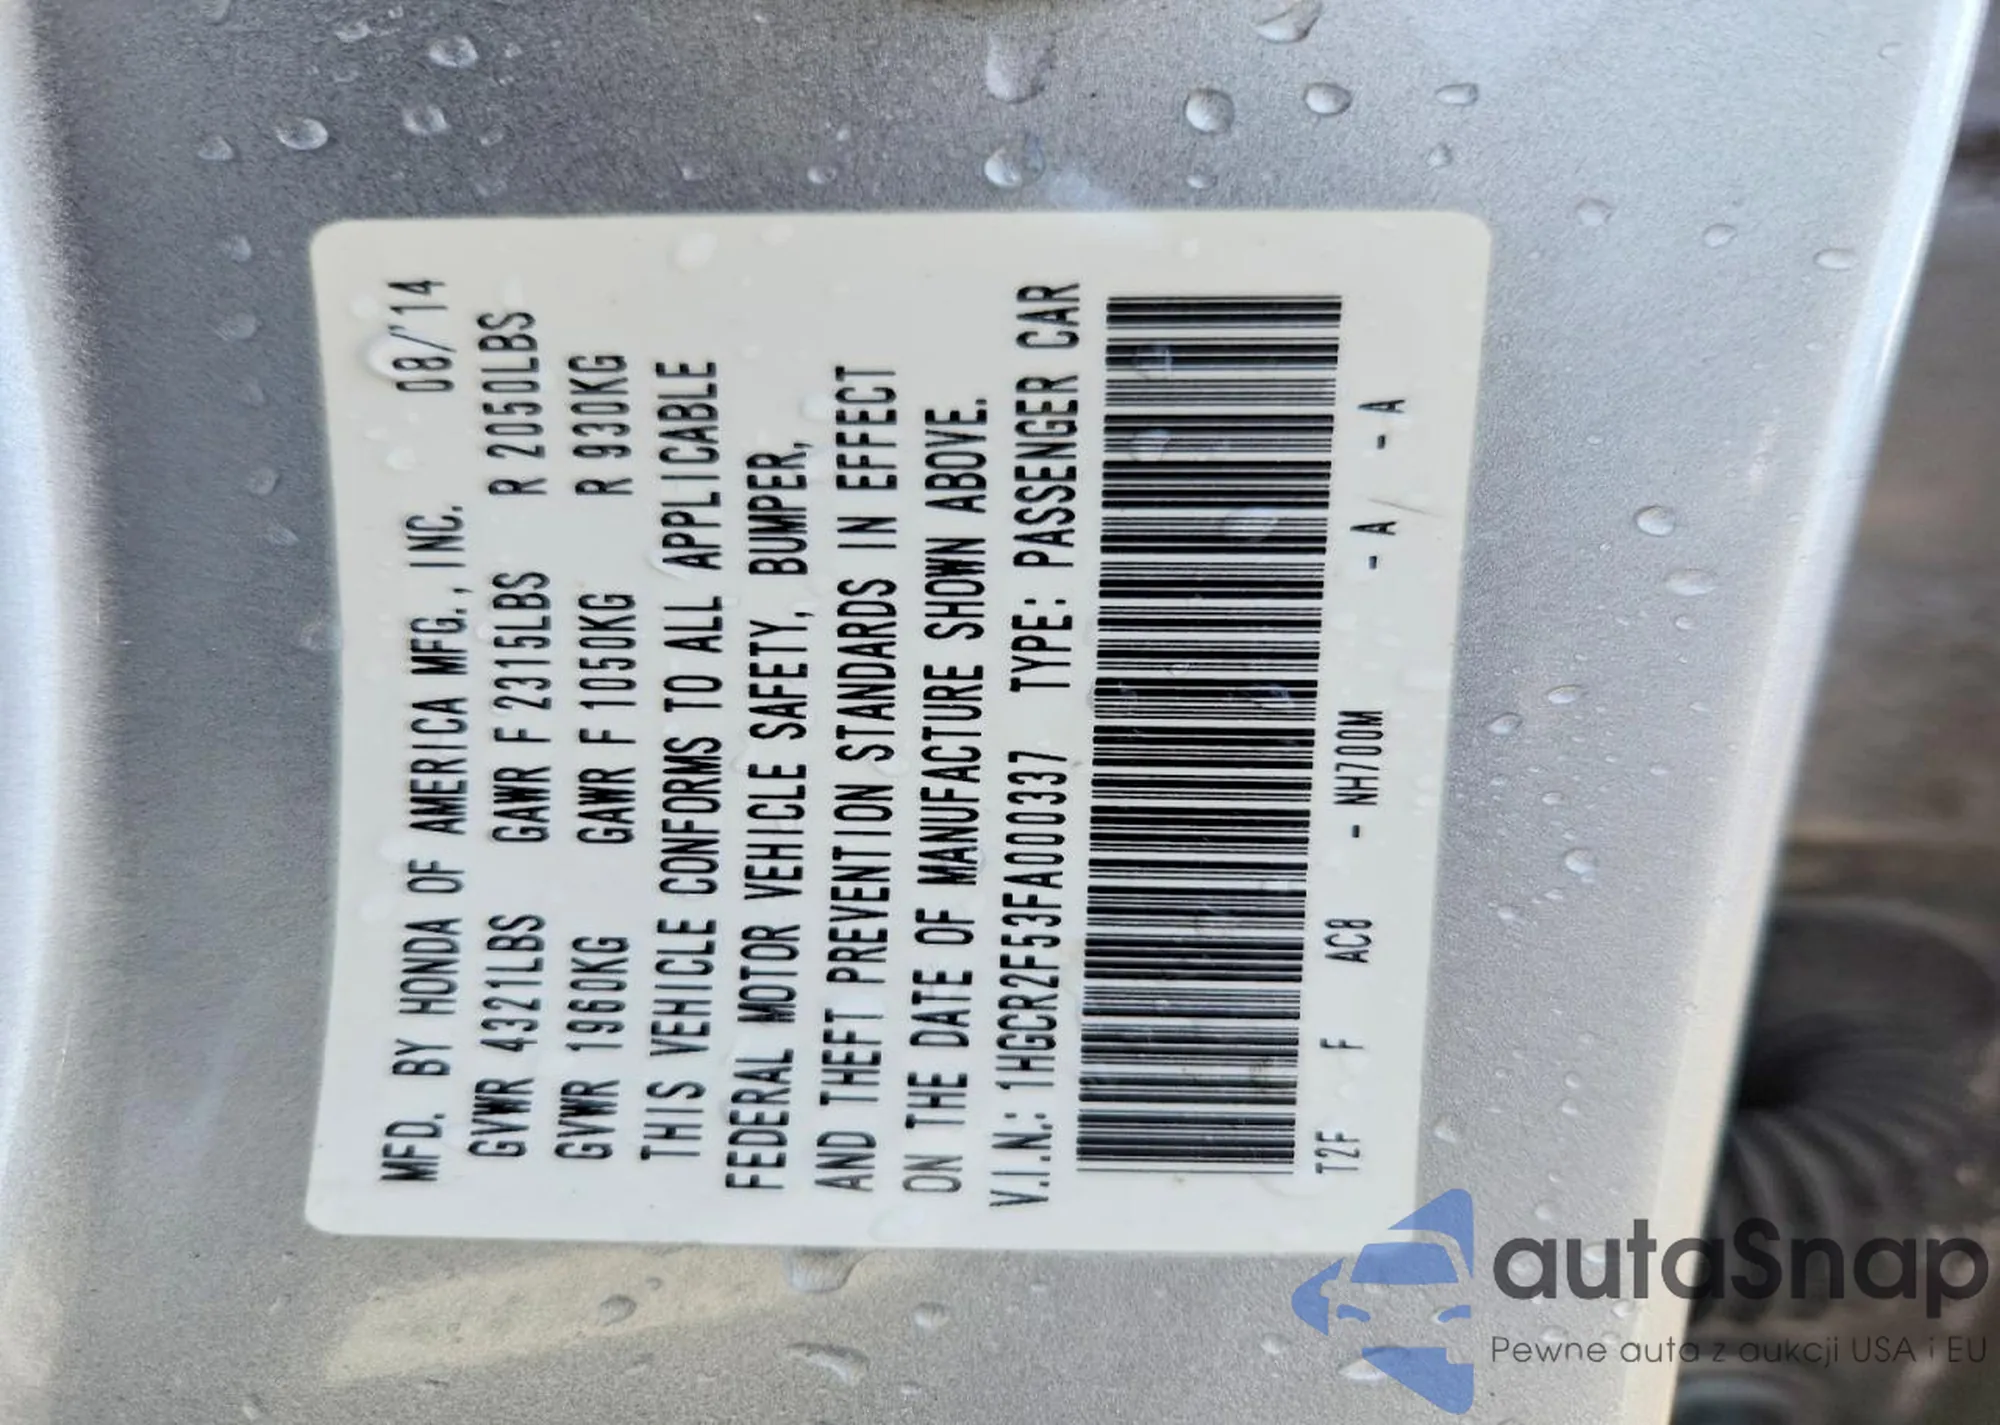 MFD. BY HONDA OF AMERICA MFG., INC. 08/'14
GVWR 4321LBS GAWR F 2315LBS R 2050LBS
GVWR 1960KG GAWR F 1050KG R 930KG
THIS VEHICLE CONFORMS TO ALL APPLICABLE
FEDERAL MOTOR VEHICLE SAFETY, BUMPER,
AND THEFT PREVENTION STANDARDS IN EFFECT
ON THE DATE OF MANUFACTURE SHOWN ABOVE.
V.I.N.: 1HGCR2F53FA000337 TYPE: PASSENGER CAR
T2F F AC8 - NH700M - A / - A
autaSnap
Pewne auta z aukcji USA i EU